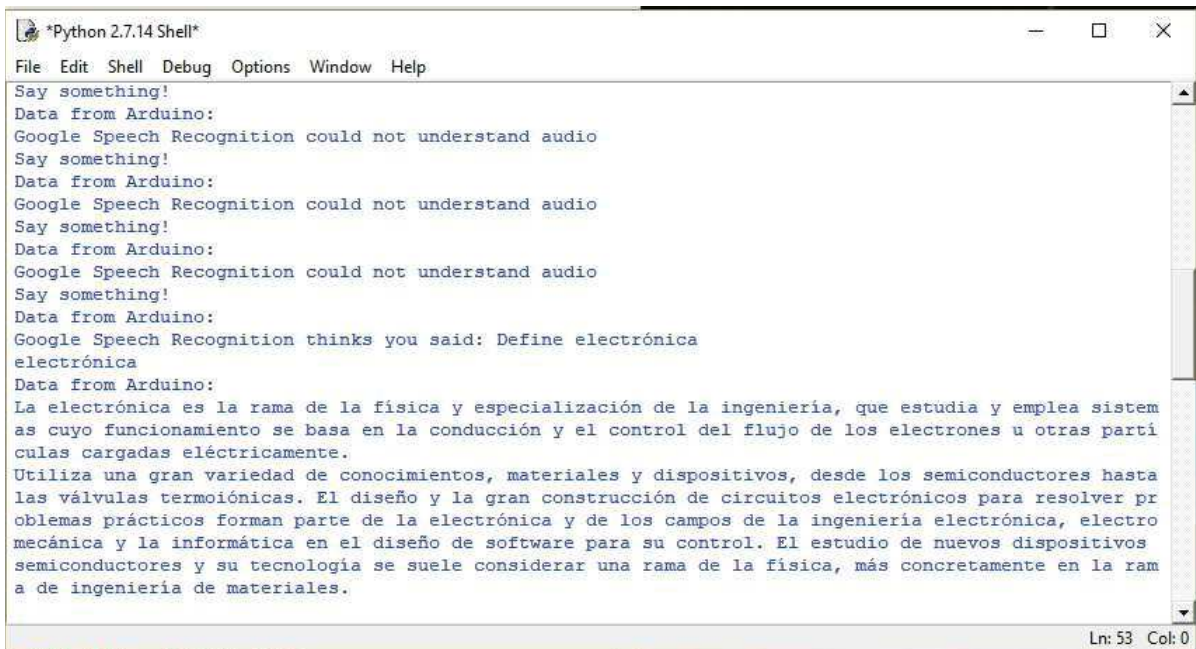 *Python 2.7.14 Shell*
File Edit Shell Debug Options Window Help
Say something!
Data from Arduino:
Google Speech Recognition could not understand audio
Say something!
Data from Arduino:
Google Speech Recognition could not understand audio
Say something!
Data from Arduino:
Google Speech Recognition could not understand audio
Say something!
Data from Arduino:
Google Speech Recognition thinks you said: Define electrónica
electrónica
Data from Arduino:
La electrónica es la rama de la física y especialización de la ingeniería, que estudia y emplea sistem
as cuyo funcionamiento se basa en la conducción y el control del flujo de los electrones u otras partí
culas cargadas eléctricamente.
Utiliza una gran variedad de conocimientos, materiales y dispositivos, desde los semiconductores hasta
las válvulas termoiónicas. El diseño y la gran construcción de circuitos electrónicos para resolver pr
oblemas prácticos forman parte de la electrónica y de los campos de la ingeniería electrónica, electro
mecánica y la informática en el diseño de software para su control. El estudio de nuevos dispositivos
semiconductores y su tecnología se suele considerar una rama de la física, más concretamente en la ram
a de ingeniería de materiales.
Ln: 53 Col: 0